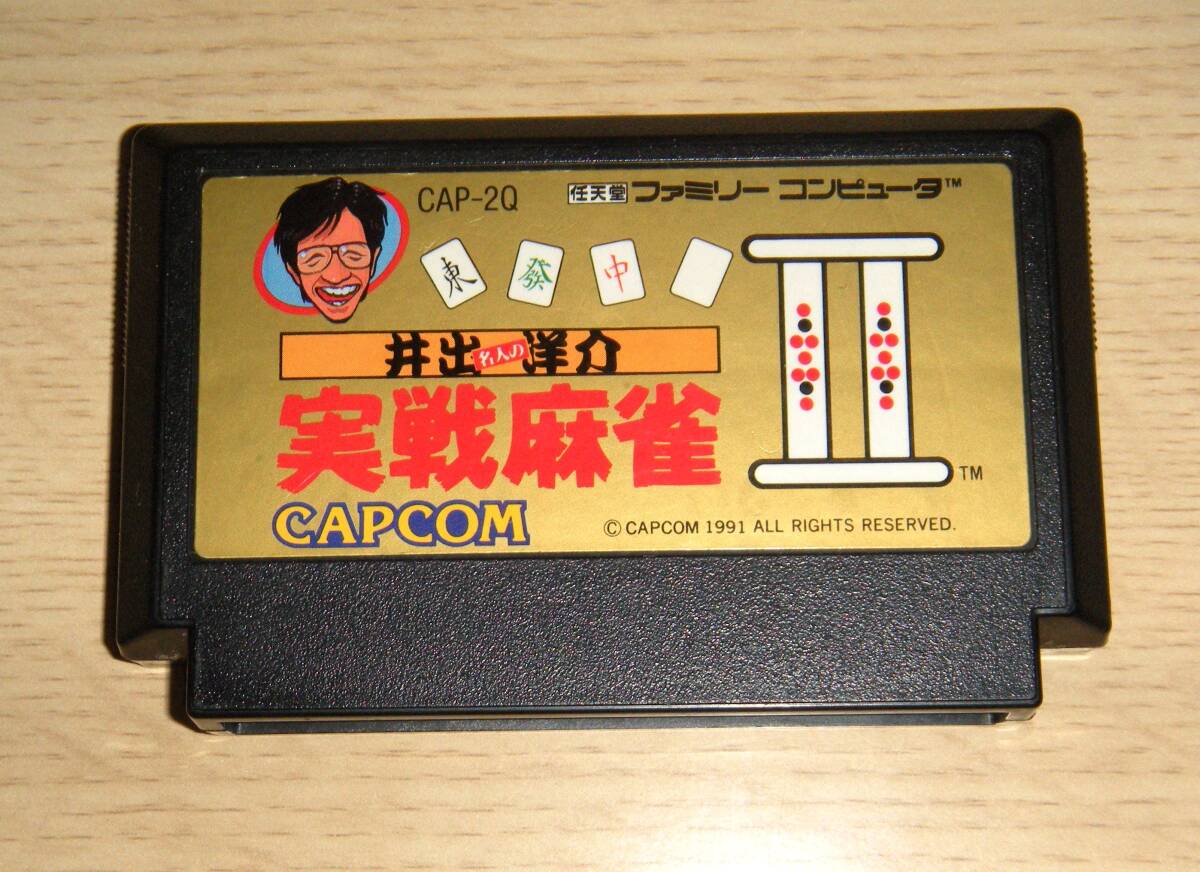 CAP-2Q
任天堂 ファミリー コンピュータ™
東
發
中
井出名人の洋介
実戦麻雀
II
TM
CAPCOM
© CAPCOM 1991 ALL RIGHTS RESERVED.